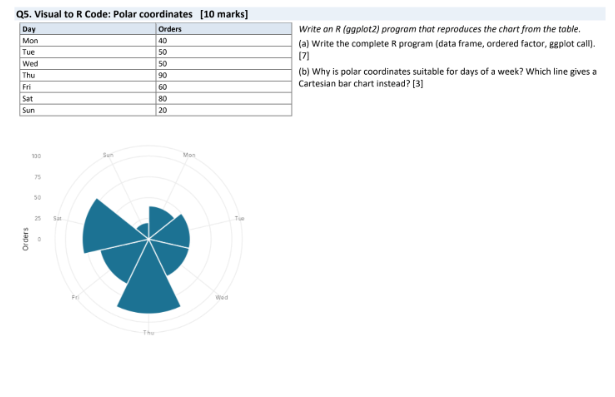 Q5. Visual to R Code: Polar coordinates [10 marks]
Day Orders
Mon 40
Tue 50
Wed 50
Thu 90
Fri 60
Sat 80
Sun 20
Write an R (ggplot2) program that reproduces the chart from the table.
(a) Write the complete R program (data frame, ordered factor, ggplot call).
[7]
(b) Why is polar coordinates suitable for days of a week? Which line gives a
Cartesian bar chart instead? [3]
100
75
50
25
0
Orders
Sun
Mon
Sat
Tue
Fri
Wed
Thu